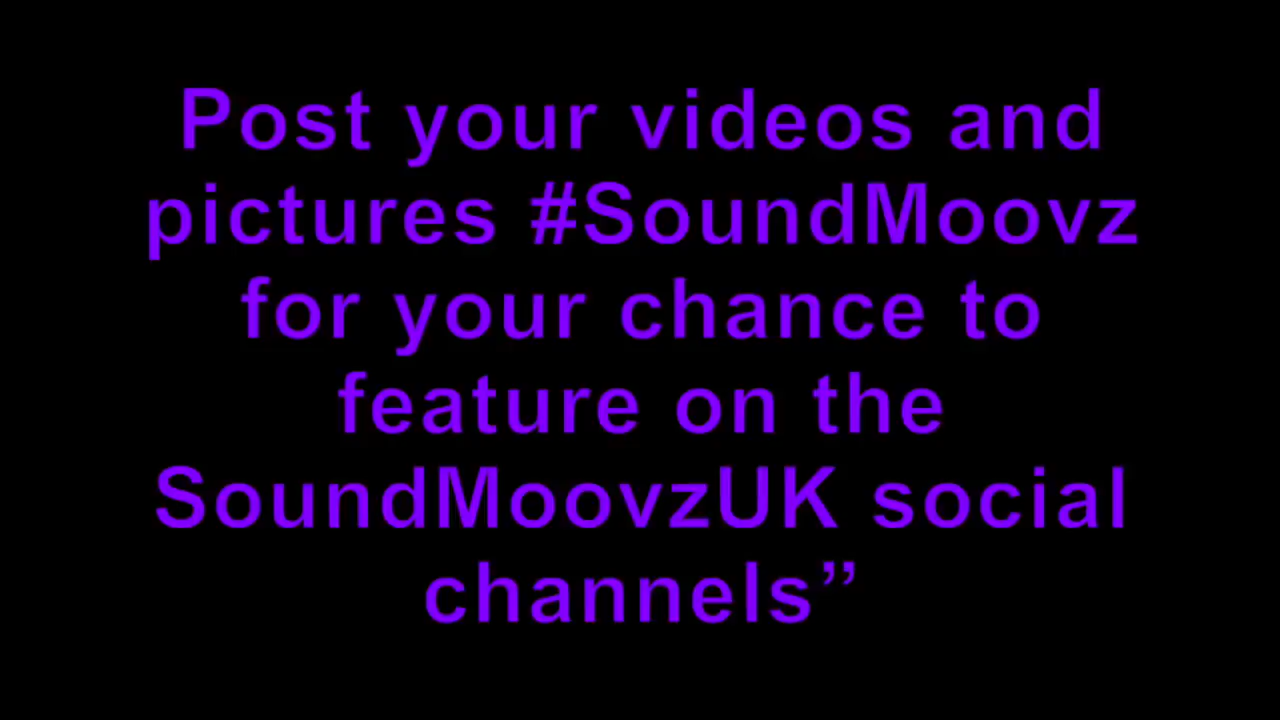 Post your videos and
pictures #SoundMoovz
for your chance to
feature on the
SoundMoovzUK social
channels”